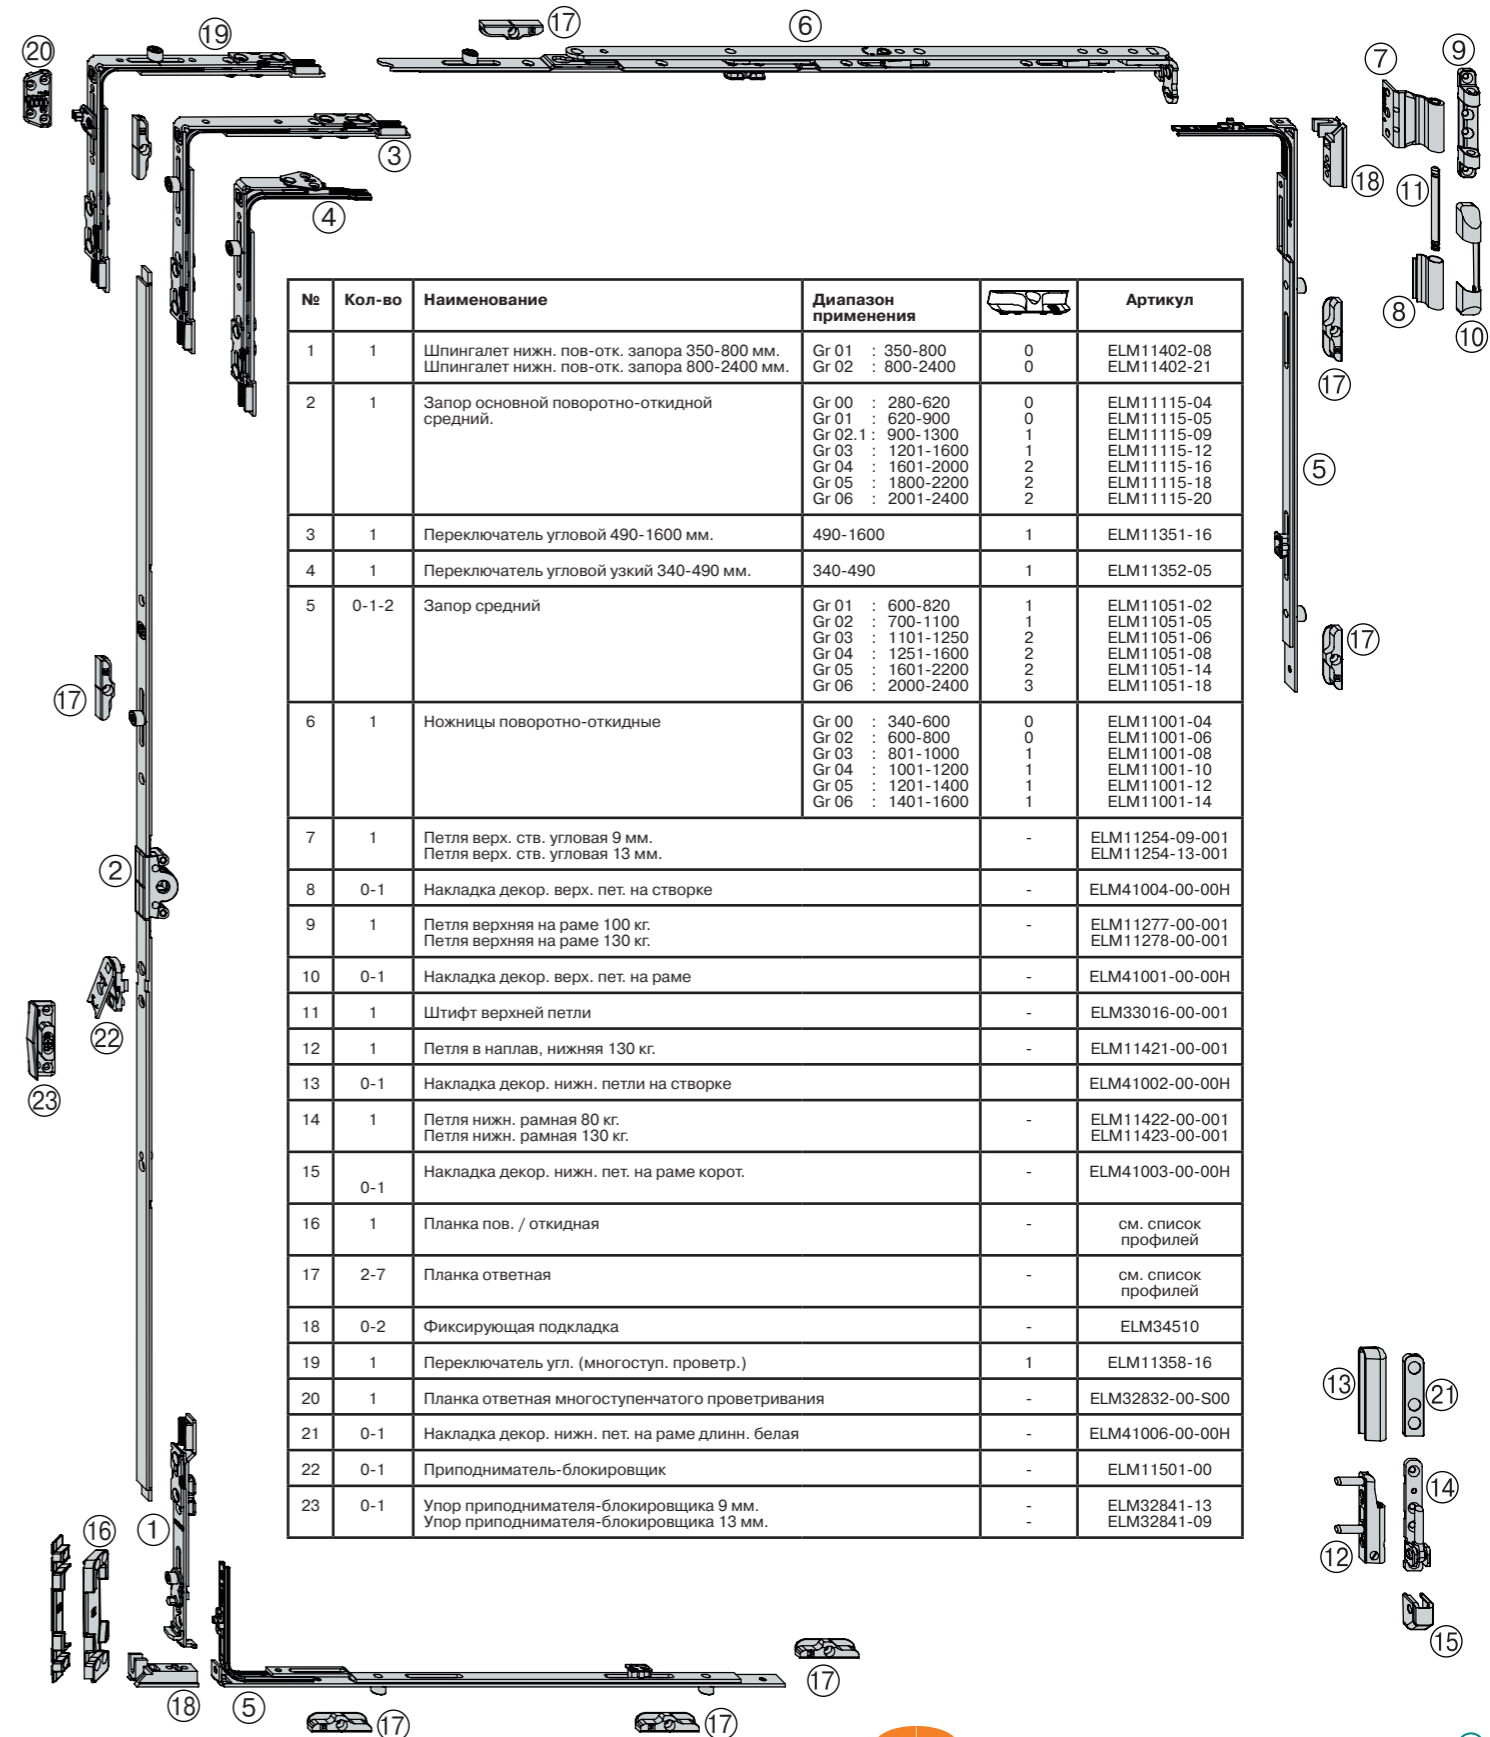 17
6
19
20
7
9
3
18
11
4
8
10
17
№ Кол-во Наименование Диапазон применения Артикул
1 1 Шпингалет нижн. пов-отк. запора 350-800 мм. Gr 01 : 350-800 0 ELM11402-08
Шпингалет нижн. пов-отк. запора 800-2400 мм. Gr 02 : 800-2400 0 ELM11402-21
2 1 Запор основной поворотно-откидной Gr 00 : 280-620 0 ELM11115-04
средний. Gr 01 : 620-900 0 ELM11115-05
Gr 02.1 : 900-1300 1 ELM11115-09
Gr 03 : 1201-1600 1 ELM11115-12
Gr 04 : 1601-2000 2 ELM11115-16
Gr 05 : 1800-2200 2 ELM11115-18
Gr 06 : 2001-2400 2 ELM11115-20
5
3 1 Переключатель угловой 490-1600 мм. 490-1600 1 ELM11351-16
4 1 Переключатель угловой узкий 340-490 мм. 340-490 1 ELM11352-05
5 0-1-2 Запор средний Gr 01 : 600-820 1 ELM11051-02
Gr 02 : 700-1100 1 ELM11051-05
Gr 03 : 1101-1250 2 ELM11051-06
Gr 04 : 1251-1600 2 ELM11051-08
Gr 05 : 1601-2200 2 ELM11051-14
Gr 06 : 2000-2400 3 ELM11051-18
17
17
6 1 Ножницы поворотно-откидные Gr 00 : 340-600 0 ELM11001-04
Gr 02 : 600-800 0 ELM11001-06
Gr 03 : 801-1000 1 ELM11001-08
Gr 04 : 1001-1200 1 ELM11001-10
Gr 05 : 1201-1400 1 ELM11001-12
Gr 06 : 1401-1600 1 ELM11001-14
7 1 Петля верх. ств. угловая 9 мм. - ELM11254-09-001
Петля верх. ств. угловая 13 мм. ELM11254-13-001
2
8 0-1 Накладка декор. верх. пет. на створке - ELM41004-00-00H
9 1 Петля верхняя на раме 100 кг. - ELM11277-00-001
Петля верхняя на раме 130 кг. ELM11278-00-001
10 0-1 Накладка декор. верх. пет. на раме - ELM41001-00-00H
11 1 Штифт верхней петли - ELM33016-00-001
22
12 1 Петля в наплав, нижняя 130 кг. - ELM11421-00-001
13 0-1 Накладка декор. нижн. петли на створке ELM41002-00-00H
23
14 1 Петля нижн. рамная 80 кг. - ELM11422-00-001
Петля нижн. рамная 130 кг. ELM11423-00-001
15 0-1 Накладка декор. нижн. пет. на раме корот. - ELM41003-00-00H
16 1 Планка пов. / откидная - см. список
профилей
17 2-7 Планка ответная - см. список
профилей
18 0-2 Фиксирующая подкладка - ELM34510
19 1 Переключатель угл. (многоступ. проветр.) 1 ELM11358-16
20 1 Планка ответная многоступенчатого проветривания - ELM32832-00-S00
21 0-1 Накладка декор. нижн. пет. на раме длинн. белая - ELM41006-00-00H
22 0-1 Приподниматель-блокировщик - ELM11501-00
23 0-1 Упор приподнимателя-блокировщика 9 мм. - ELM32841-13
Упор приподнимателя-блокировщика 13 мм. - ELM32841-09
13
21
14
16
1
12
15
17
18
5
17
17